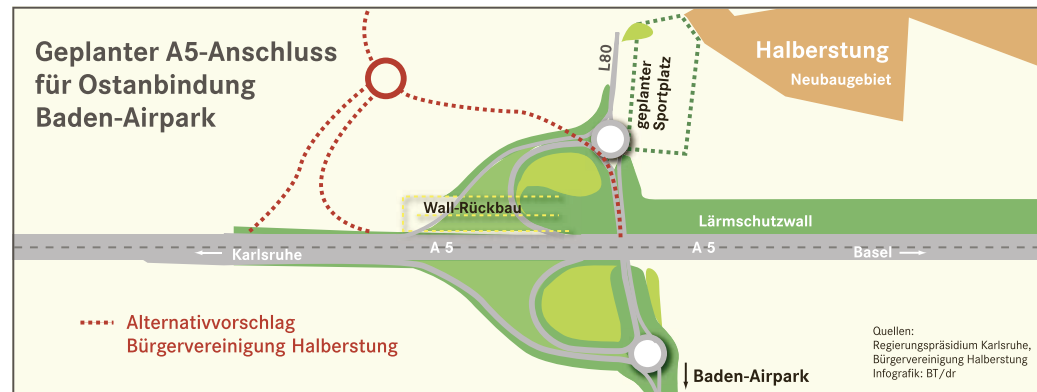 Geplanter A5-Anschluss
für Ostanbindung
Baden-Airpark
L80
geplanter
Sportplatz
Halberstung
Neubaugebiet
Wall-Rückbau
Lärmschutzwall
A 5
A 5
Karlsruhe
Basel
Alternativvorschlag
Bürgervereinigung Halberstung
Baden-Airpark
Quellen:
Regierungspräsidium Karlsruhe,
Bürgervereinigung Halberstung
Infografik: BT/dr